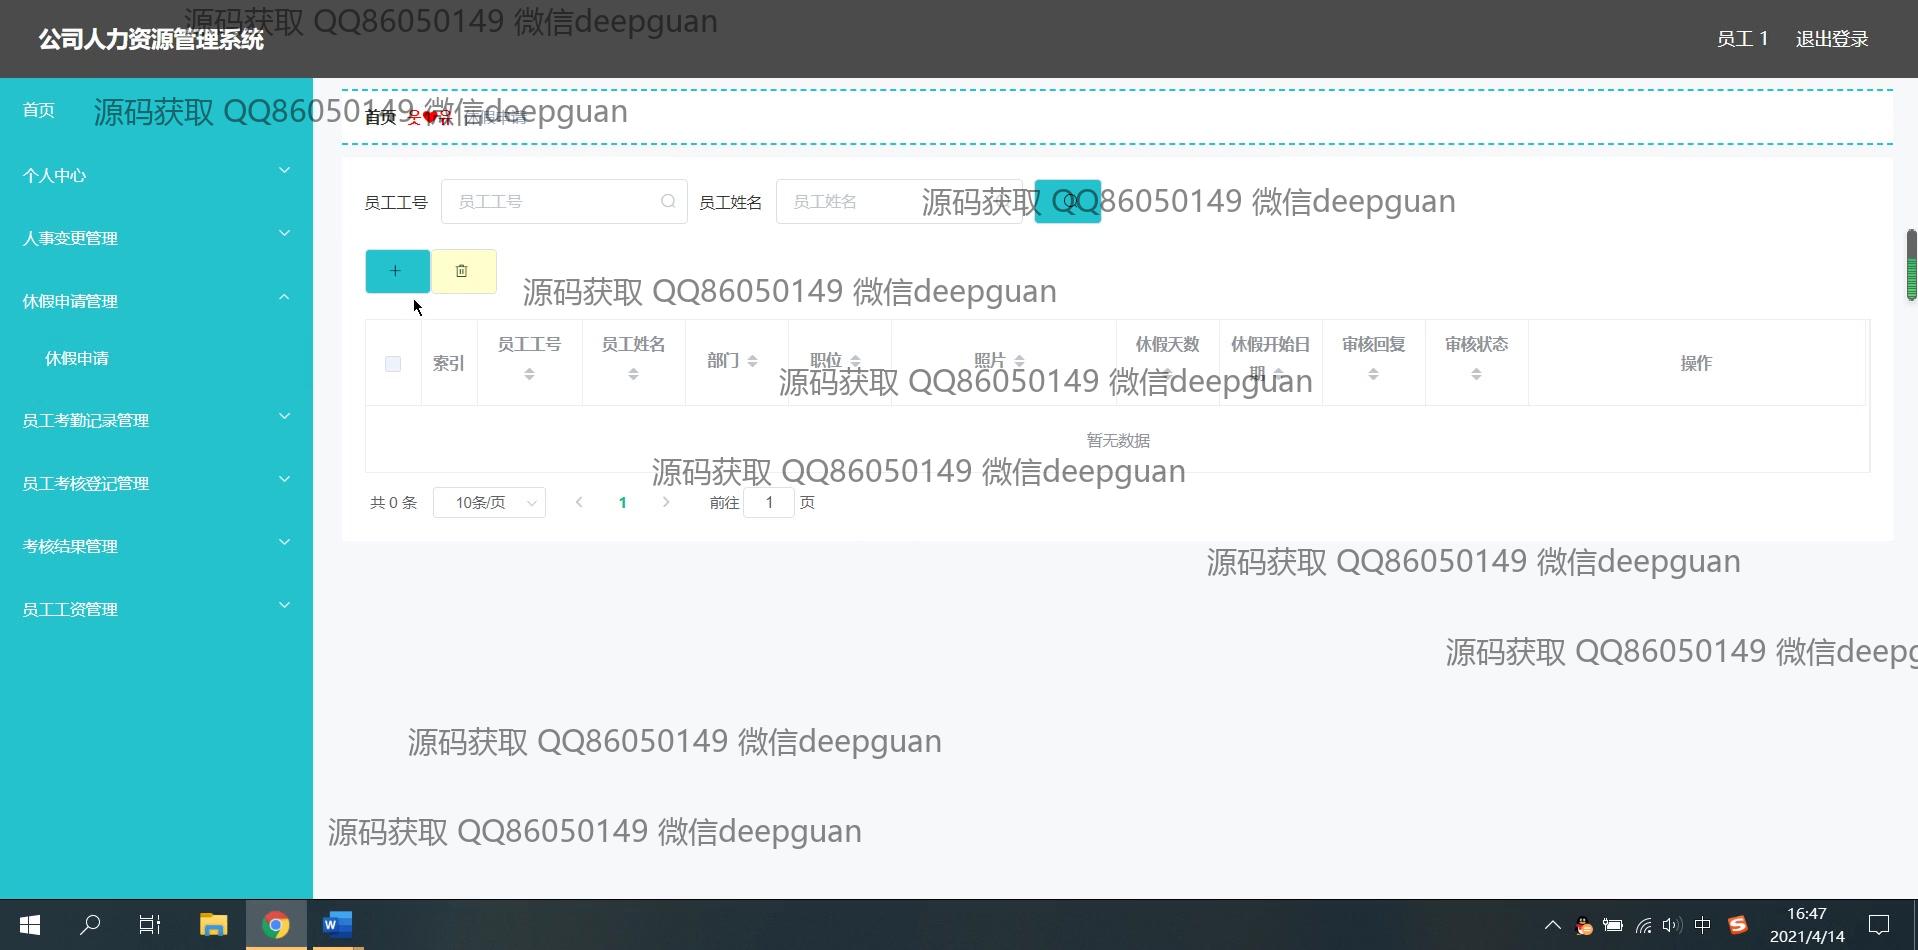 源码获取 QQ86050149 微信deepguan
公司人力资源管理系统
员工 1 退出登录
首页
源码获取 QQ86050149 微信deepguan
首页 休假申请
个人中心
人事变更管理
休假申请管理
休假申请
员工考勤记录管理
员工考核登记管理
考核结果管理
员工工资管理
员工工号 员工工号 员工姓名 员工姓名
源码获取 QQ86050149 微信deepguan
源码获取 QQ86050149 微信deepguan
索引 员工工号 员工姓名 部门 职位 照片 休假天数 休假开始日期 审核回复 审核状态 操作
源码获取 QQ86050149 微信deepguan
暂无数据
源码获取 QQ86050149 微信deepguan
共 0 条 10条/页 1 前往 1 页
源码获取 QQ86050149 微信deepguan
源码获取 QQ86050149 微信deepg
源码获取 QQ86050149 微信deepguan
源码获取 QQ86050149 微信deepguan
中
16:47
2021/4/14